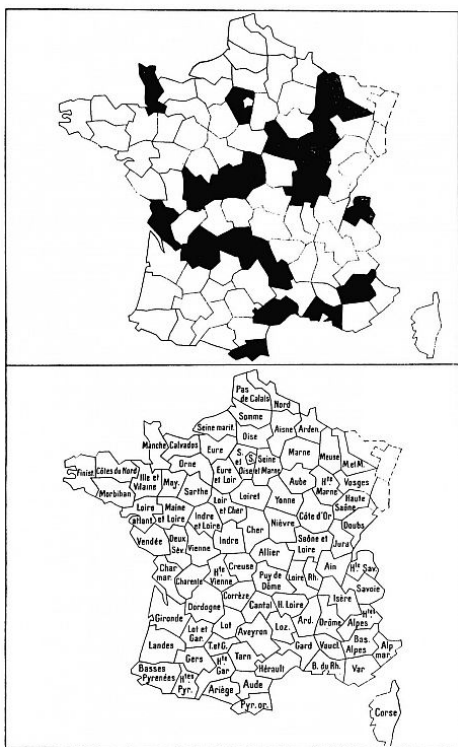 Pas
de Calais
Nord
Somme
Seine marit.
Oise
Aisne
Arden.
Manche
Calvados
Eure
S.
et
Oise
S.
Seine
et Marne
Marne
Meuse
M.et M.
Orne
Finist.
Côtes du Nord
Ille et
Vilaine
May.
Eure
et Loir
Aube
Hte
Marne
Vosges
Morbihan
Sarthe
Loiret
Yonne
Haute
Saône
Loire
atlant.
Maine
et Loire
Loir
et Cher
Côte d'Or
Doubs
Indre
et Loire
Cher
Nièvre
Vendée
Deux
Sèv.
Vienne
Indre
Saône
et Loire
Jura
Allier
Char.
mar.
Charente
Hte
Vienne
Creuse
Puy de
Dôme
Loire
Rh.
Ain
Hte Sav.
Savoie
Corrèze
Isère
Dordogne
Cantal
H. Loire
Gironde
Lot
Loz.
Ard.
Drôme
Htes
Alpes
Lot et
Gar.
Aveyron
Landes
T.et G.
Tarn
Gard
Vaucl.
Bas.
Alpes
Alp
mar.
Gers
Hte
Gar
Hérault
B. du Rh.
Var
Basses
Pyrénées
Htes
Pyr.
Ariège
Aude
Pyr. or.
Corse